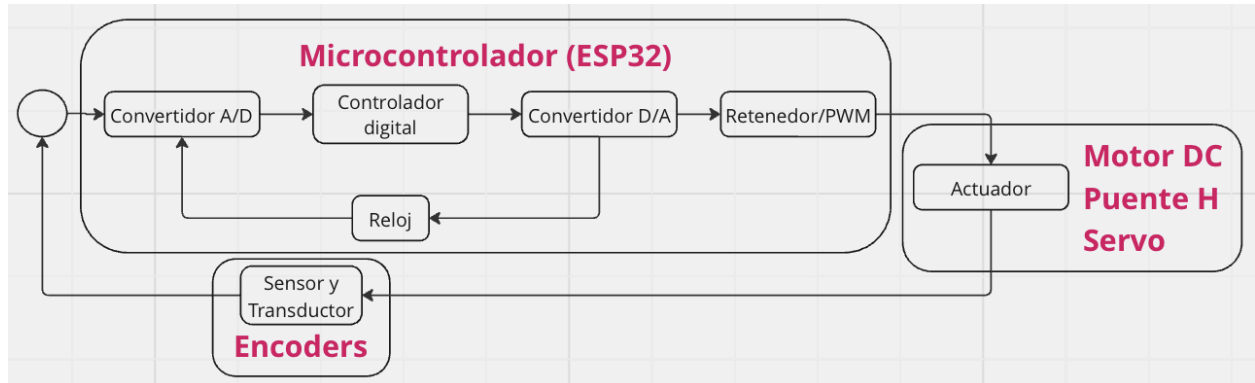 Microcontrolador (ESP32)
Convertidor A/D
Controlador
digital
Convertidor D/A
Retenedor/PWM
Reloj
Actuador
Motor DC
Puente H
Servo
Sensor y
Transductor
Encoders